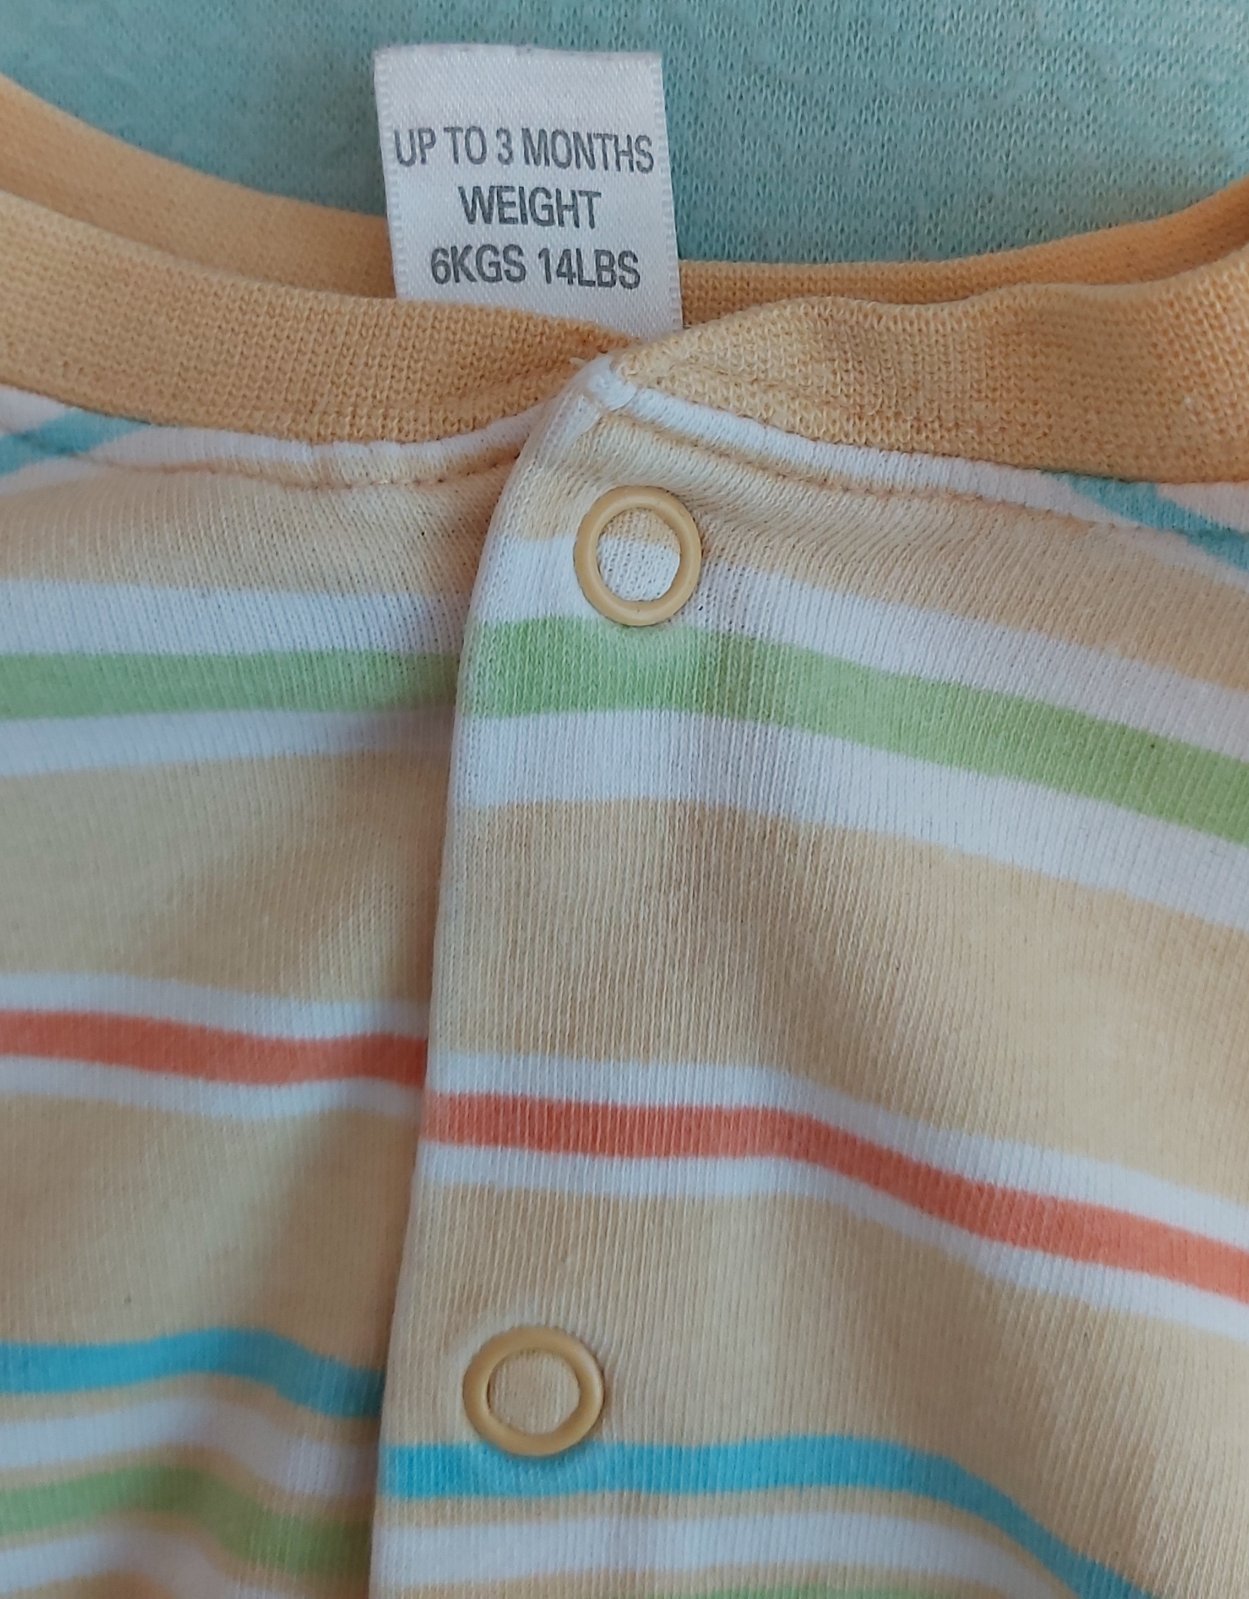 UP TO 3 MONTHS
WEIGHT
6KGS 14LBS